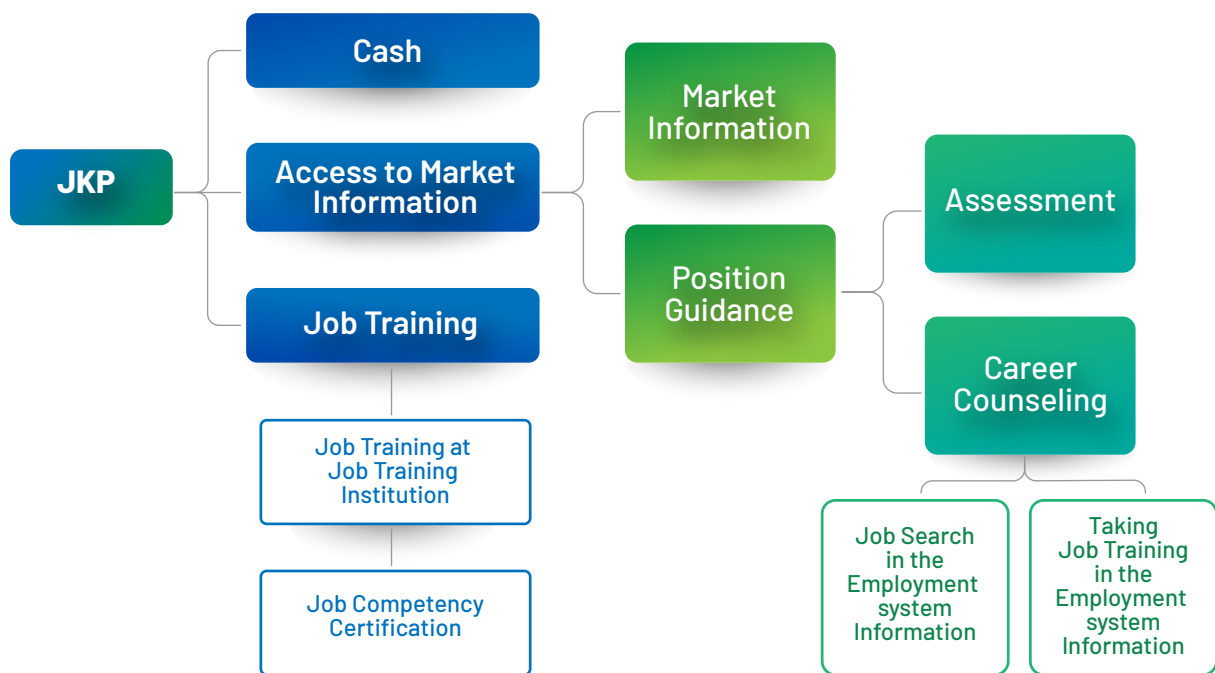 JKP
Cash
Access to Market
Information
Job Training
Job Training at
Job Training
Institution
Job Competency
Certification
Market
Information
Position
Guidance
Assessment
Career
Counseling
Job Search
in the
Employment
system
Information
Taking
Job Training
in the
Employment
system
Information